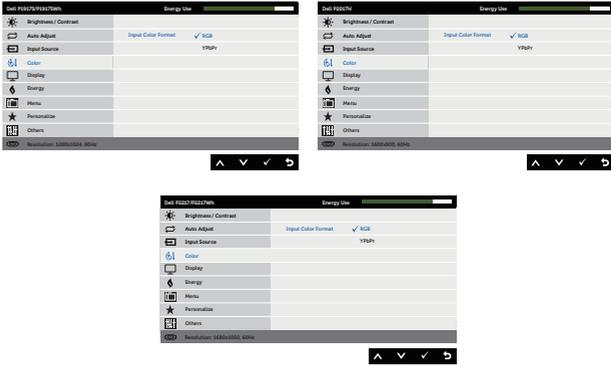 Dell P1917S/P1917SWh Energy Use
Brightness / Contrast
Auto Adjust Input Color Format ✓ RGB
Input Source YPbPr
Color
Display
Energy
Menu
Personalize
Others
Resolution: 1280x1024, 60Hz
Dell P2017H Energy Use
Brightness / Contrast
Auto Adjust Input Color Format ✓ RGB
Input Source YPbPr
Color
Display
Energy
Menu
Personalize
Others
Resolution: 1600x900, 60Hz
Dell P2217/P2217Wh Energy Use
Brightness / Contrast
Auto Adjust Input Color Format ✓ RGB
Input Source YPbPr
Color
Display
Energy
Menu
Personalize
Others
Resolution: 1680x1050, 60Hz